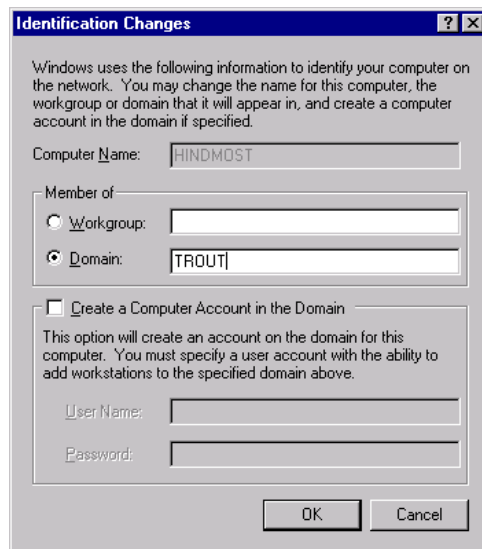 Identification Changes
Windows uses the following information to identify your computer on
the network. You may change the name for this computer, the
workgroup or domain that it will appear in, and create a computer
account in the domain if specified.
Computer Name: HINDMOST
Member of
Workgroup:
Domain: TROUT
Create a Computer Account in the Domain
This option will create an account on the domain for this
computer. You must specify a user account with the ability to
add workstations to the specified domain above.
User Name:
Password:
OK Cancel